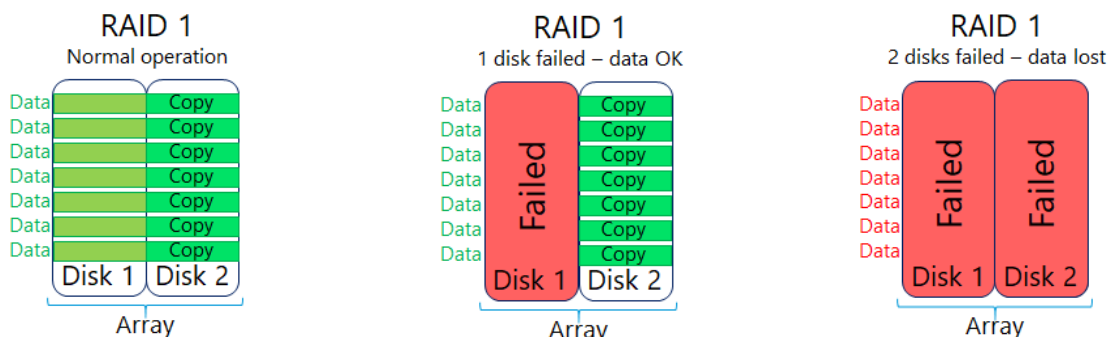 RAID 1
Normal operation
Data Copy
Data Copy
Data Copy
Data Copy
Data Copy
Data Copy
Data Copy
Disk 1 Disk 2
Array
RAID 1
1 disk failed – data OK
Data Copy
Data Copy
Data Copy
Data Copy
Data Copy
Data Copy
Data Copy
Failed
Disk 1 Disk 2
Array
RAID 1
2 disks failed – data lost
Data
Data
Data
Data
Data
Data
Data
Failed Failed
Disk 1 Disk 2
Array